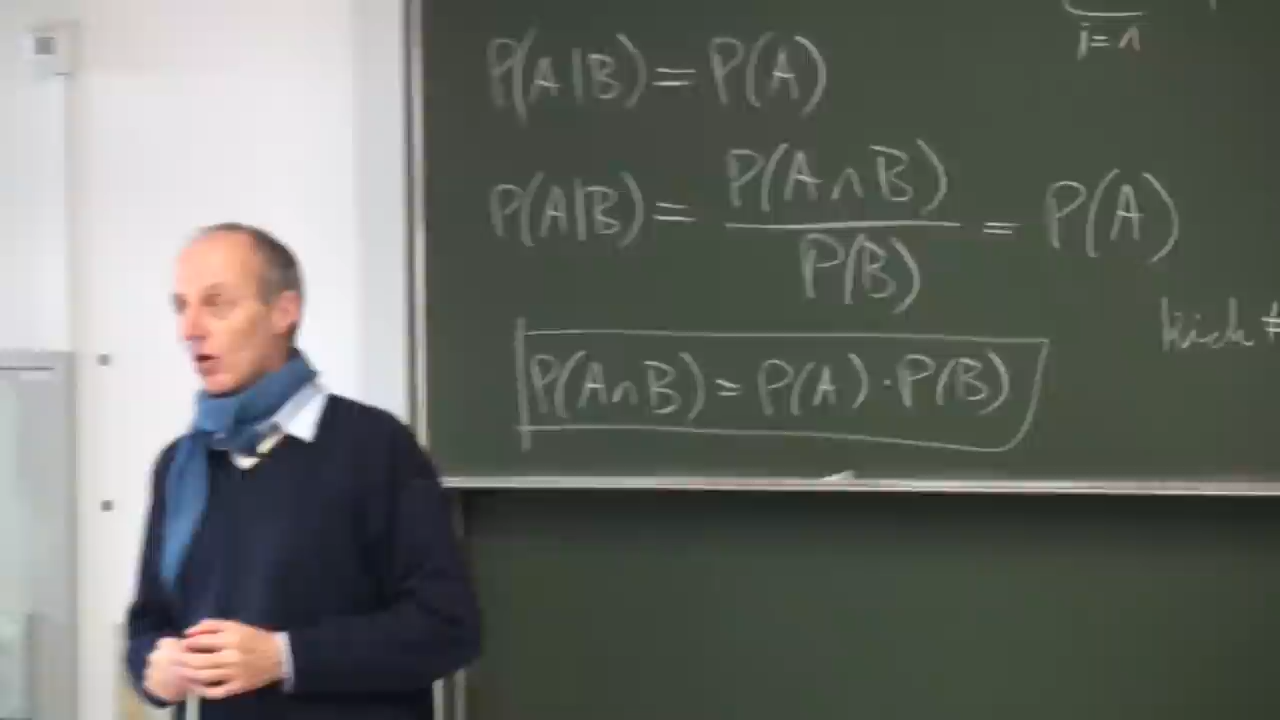 j=1
P(A|B) = P(A)
P(A|B) = P(A∩B) / P(B) = P(A)
P(A∩B) = P(A) · P(B)